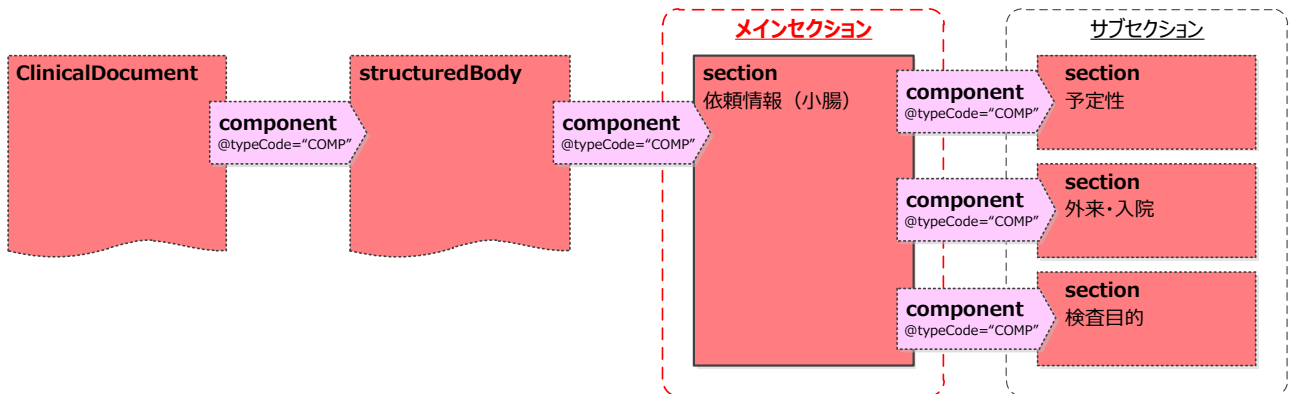 メインセクション
サブセクション
ClinicalDocument
component
@typeCode="COMP"
structuredBody
component
@typeCode="COMP"
section
依頼情報（小腸）
component
@typeCode="COMP"
section
予定性
component
@typeCode="COMP"
section
外来・入院
component
@typeCode="COMP"
section
検査目的